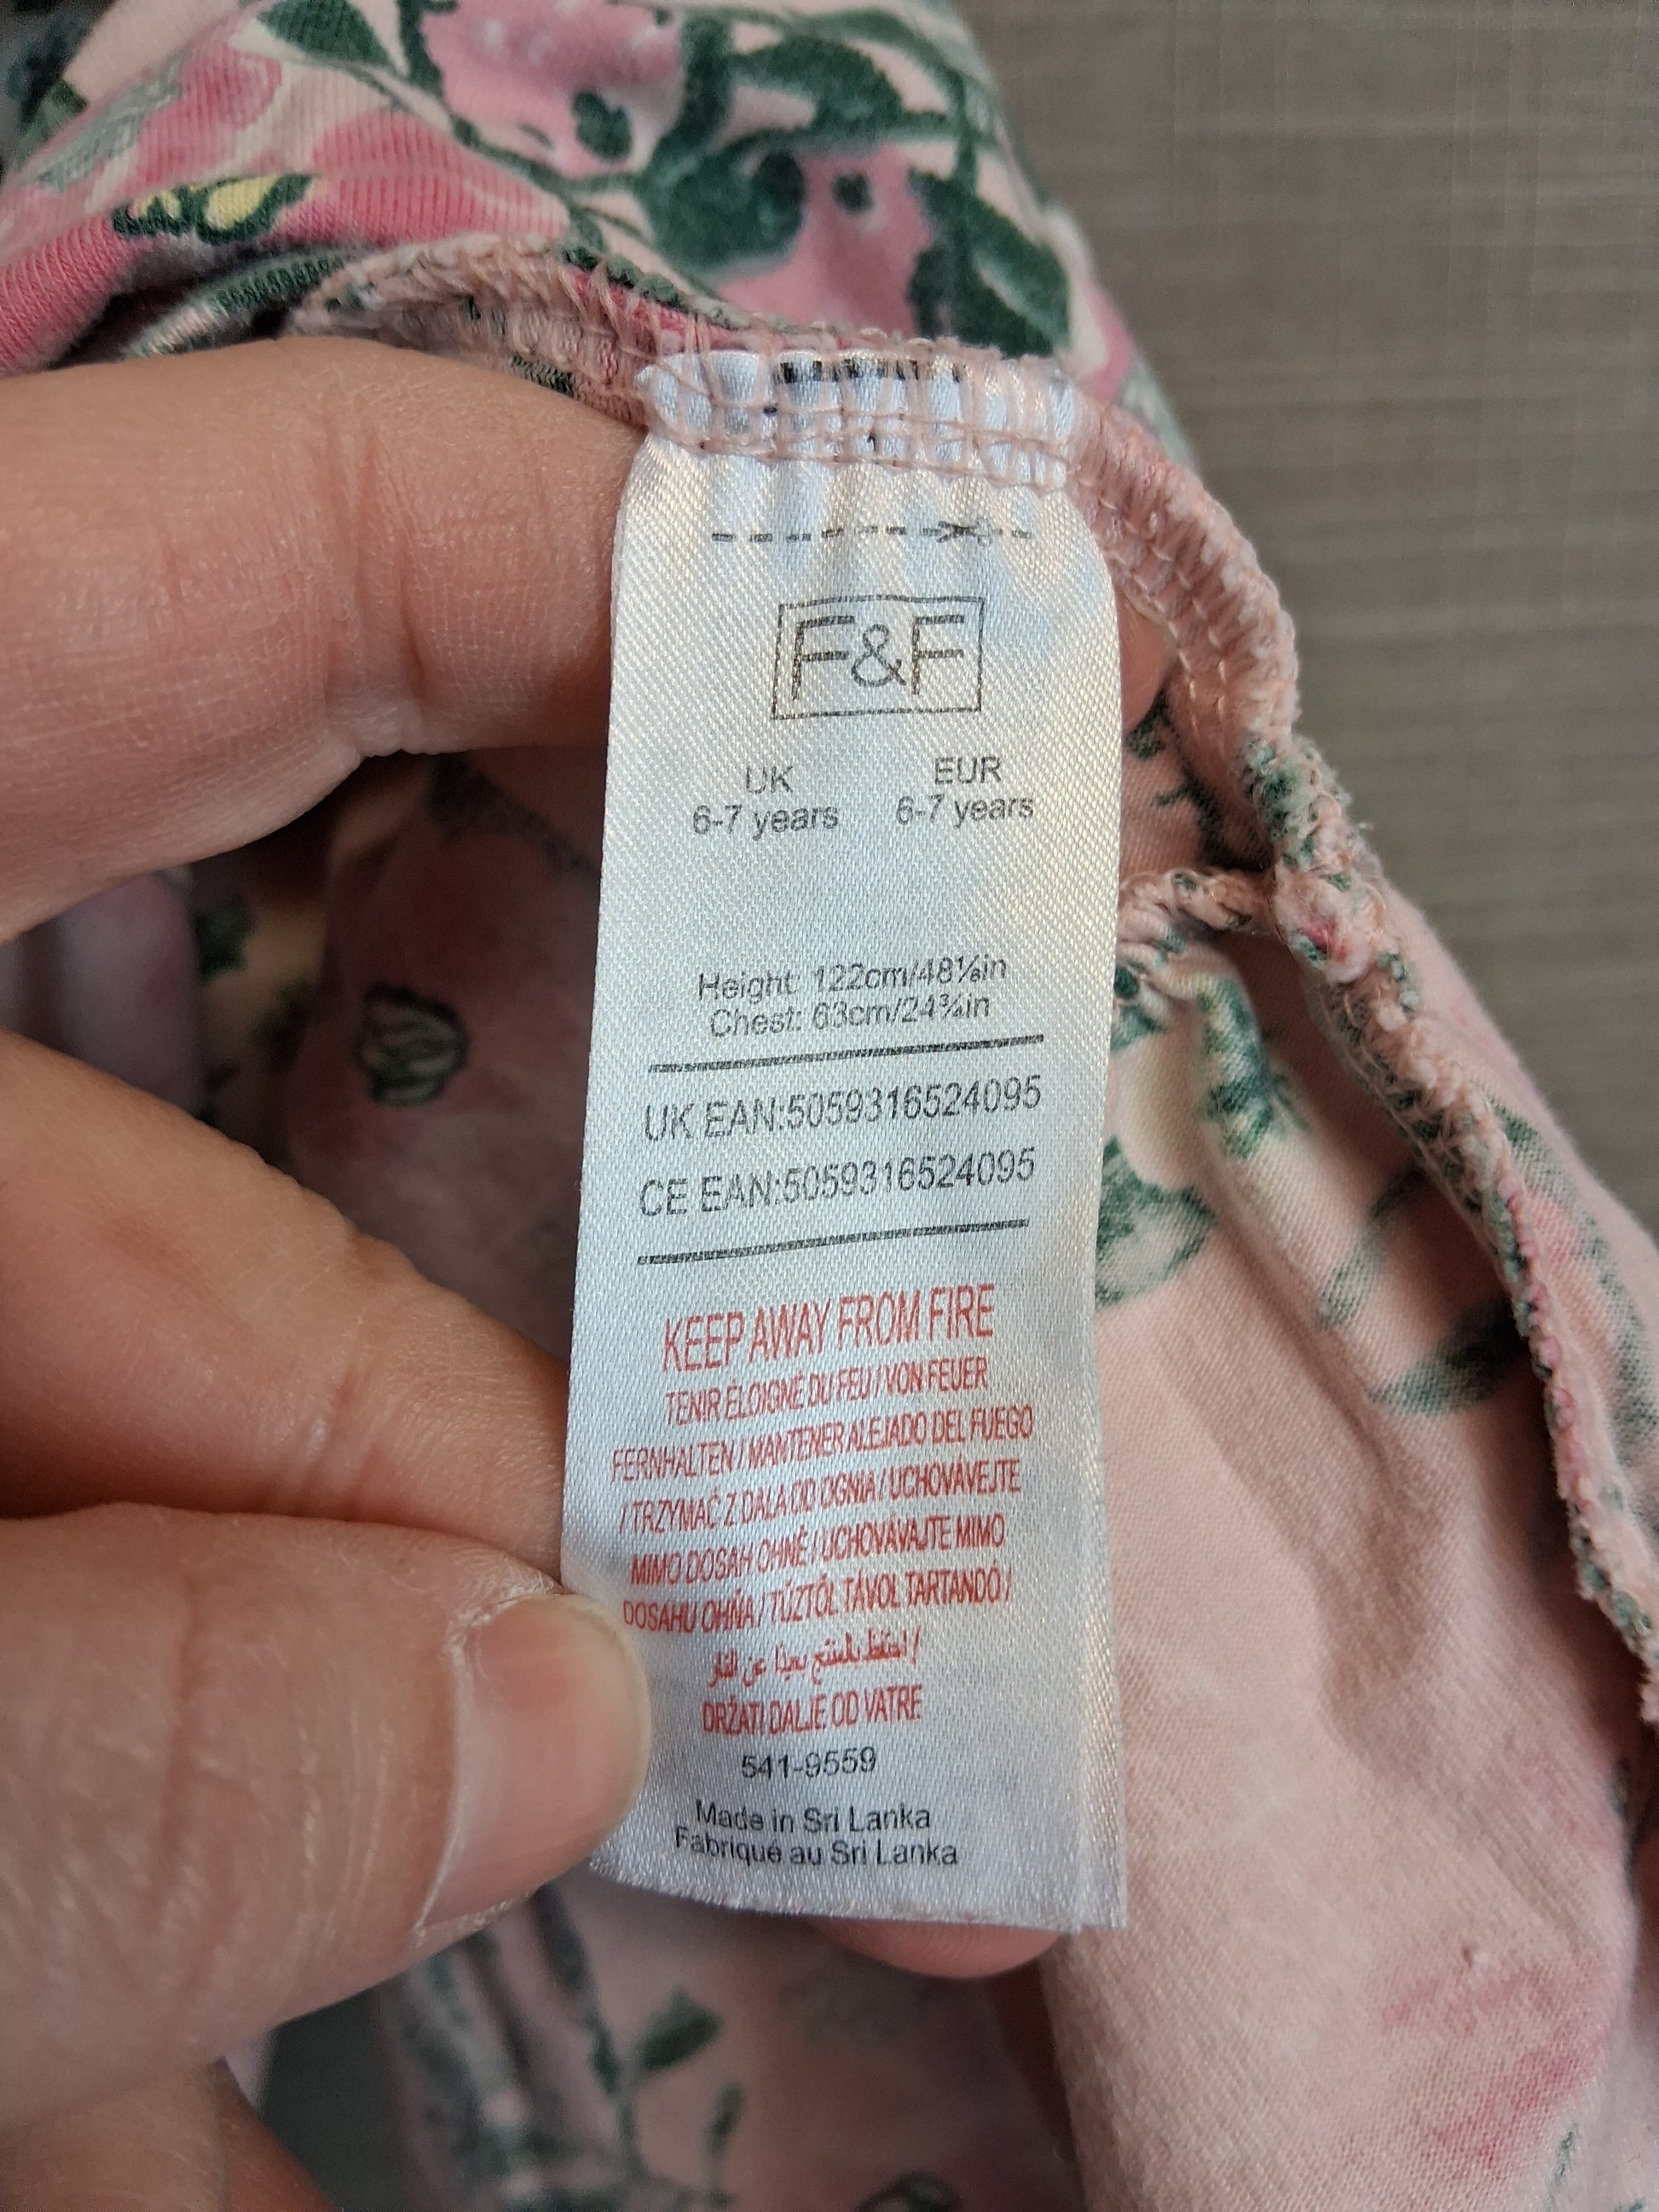 F&F
UK EUR
6-7 years 6-7 years
Height: 122cm/48⅛in
Chest: 63cm/24¾in
UK EAN:5059316524095
CE EAN:5059316524095
KEEP AWAY FROM FIRE
TENIR ÉLOIGNÉ DU FEU / VON FEUER
FERNHALTEN / MANTENER ALEJADO DEL FUEGO
/ TRZYMAĆ Z DALA OD OGNIA / UCHOVÁVEJTE
MIMO DOSAH OHNĚ / UCHOVÁVAJTE MIMO
DOSAHU OHŇA / TŰZTŐL TÁVOL TARTANDÓ /
احتفظ بالمنتج بعيدًا عن النار /
DRŽATI DALJE OD VATRE
541-9559
Made in Sri Lanka
Fabriqué au Sri Lanka